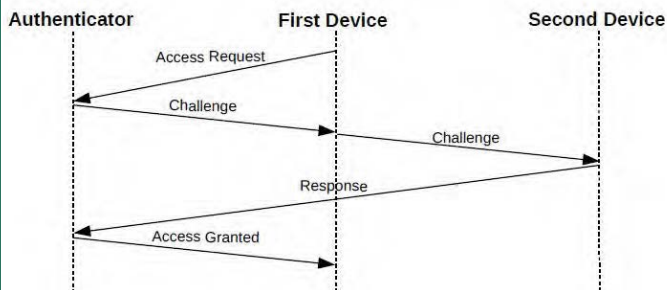 Authenticator First Device Second Device
Access Request
Challenge
Challenge
Response
Access Granted